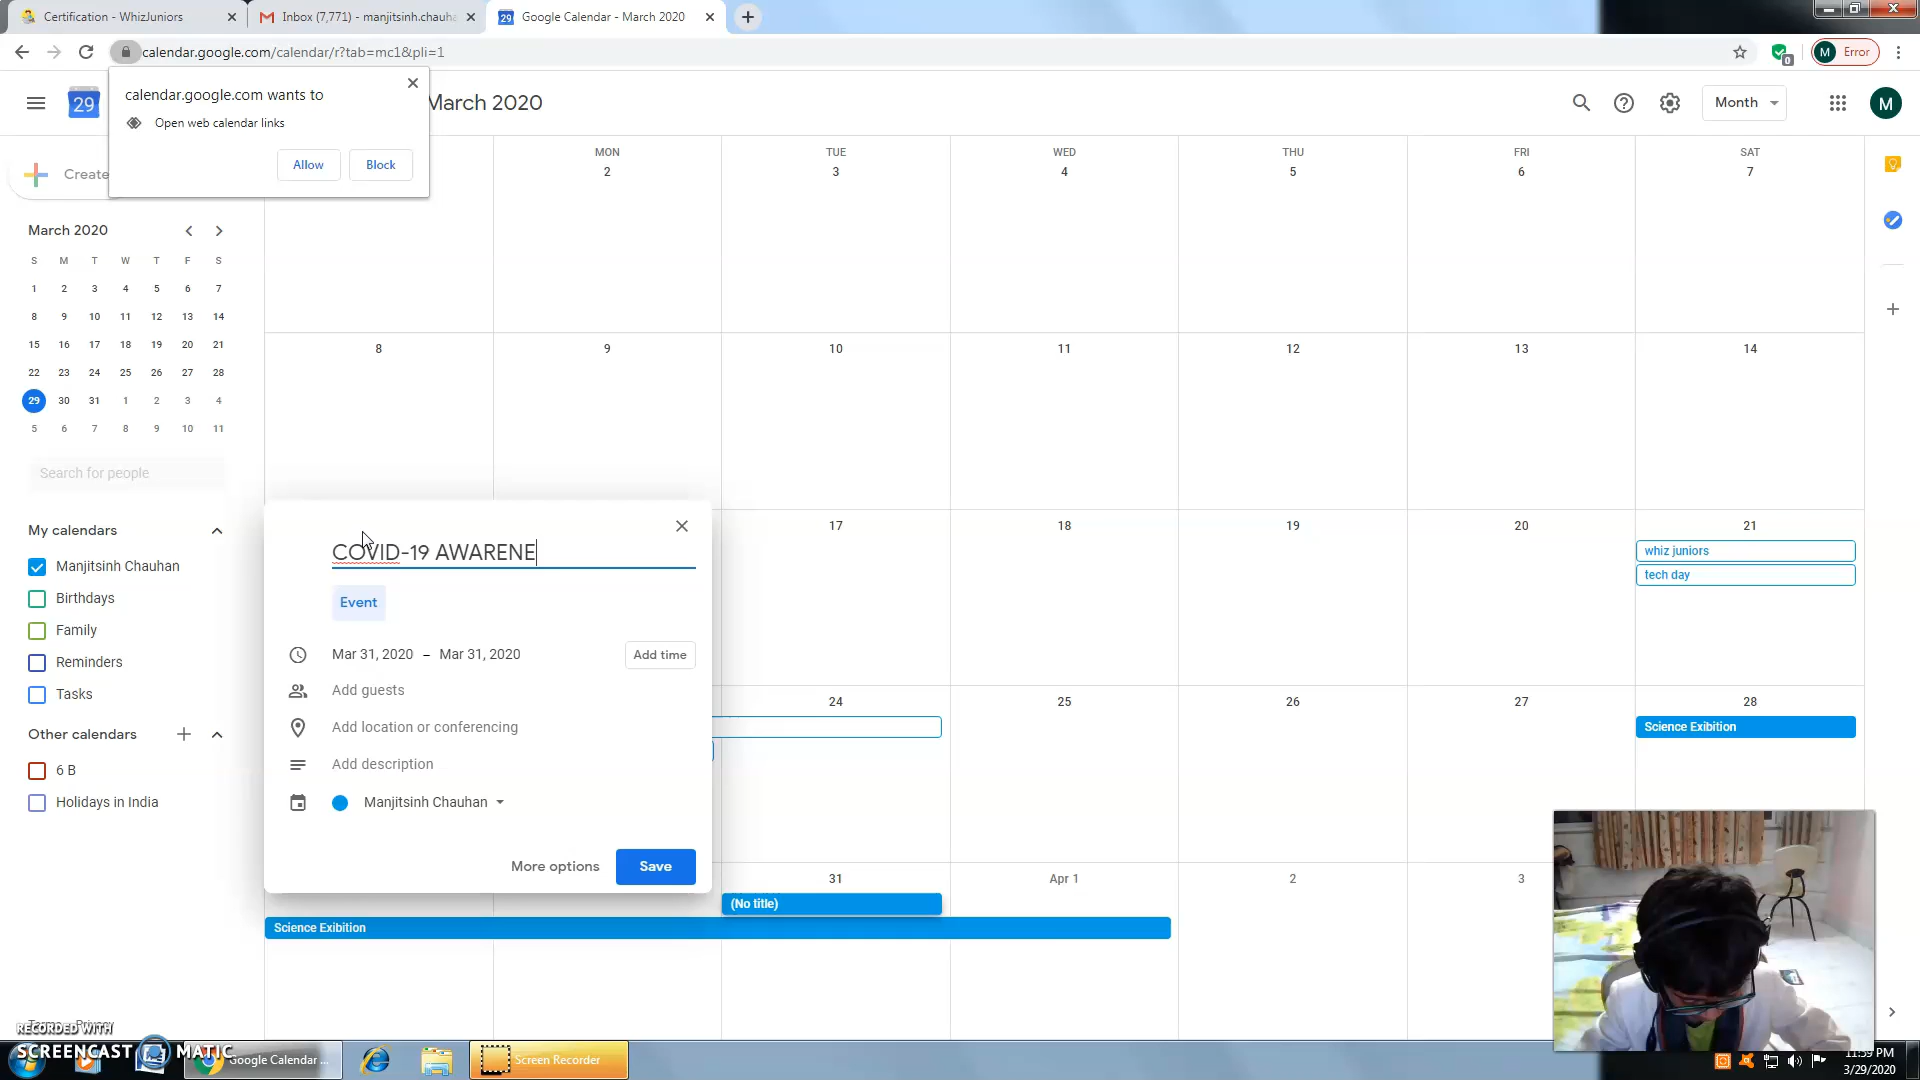 Certification - WhizJuniors
Inbox (7,771) - manjitsinh.chauha
Google Calendar - March 2020
calendar.google.com/calendar/r?tab=mc1&pli=1
0
M Error
calendar.google.com wants to
Open web calendar links
Allow Block
29
March 2020
Month
M
Create
March 2020
S M T W T F S
1 2 3 4 5 6 7
8 9 10 11 12 13 14
15 16 17 18 19 20 21
22 23 24 25 26 27 28
29 30 31 1 2 3 4
5 6 7 8 9 10 11
Search for people
My calendars
Manjitsinh Chauhan
Birthdays
Family
Reminders
Tasks
Other calendars
6 B
Holidays in India
MON TUE WED THU FRI SAT
2 3 4 5 6 7
8 9 10 11 12 13 14
17 18 19 20 21
whiz juniors
tech day
24 25 26 27 28
Science Exibition
31 Apr 1 2 3
(No title)
Science Exibition
COVID-19 AWARENE
Event
Mar 31, 2020 – Mar 31, 2020 Add time
Add guests
Add location or conferencing
Add description
Manjitsinh Chauhan
More options Save
RECORDED WITH
SCREENCAST MATIC
Google Calendar ...
Screen Recorder
11:59 PM
3/29/2020